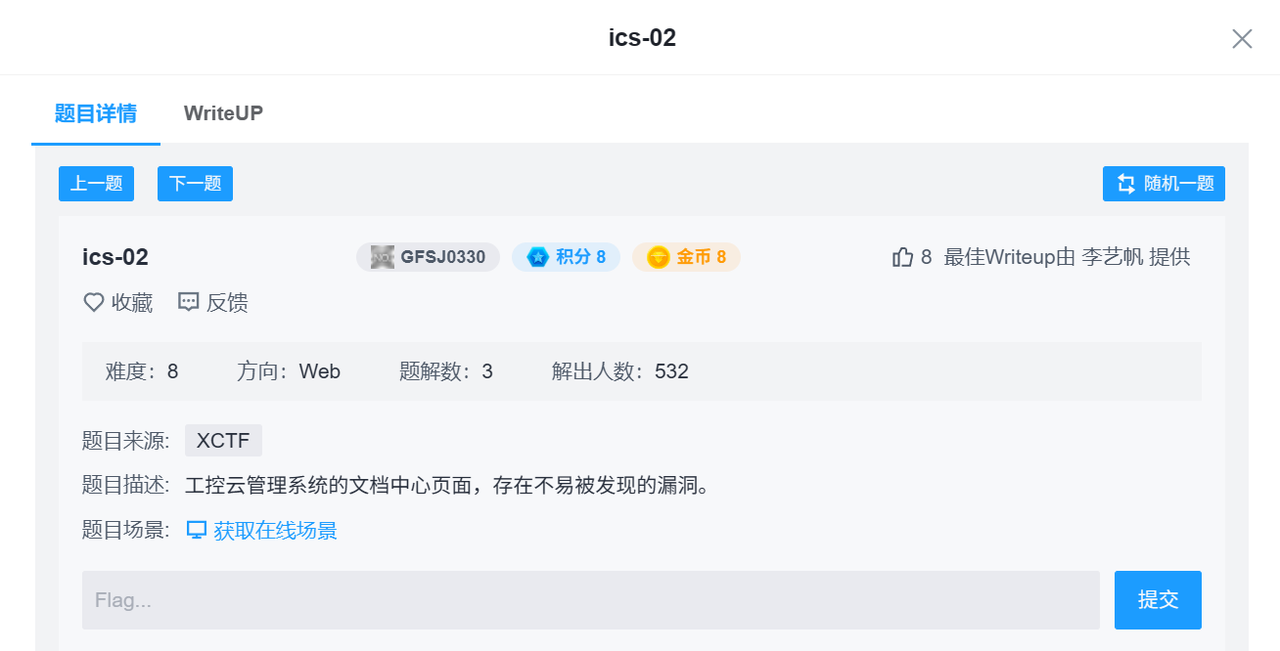 ics-02
题目详情 WriteUP
上一题 下一题 随机一题
ics-02 GFSJ0330 积分 8 金币 8 8 最佳Writeup由 李艺帆 提供
收藏 反馈
难度：8 方向：Web 题解数：3 解出人数：532
题目来源: XCTF
题目描述: 工控云管理系统的文档中心页面，存在不易被发现的漏洞。
题目场景: 获取在线场景
Flag... 提交